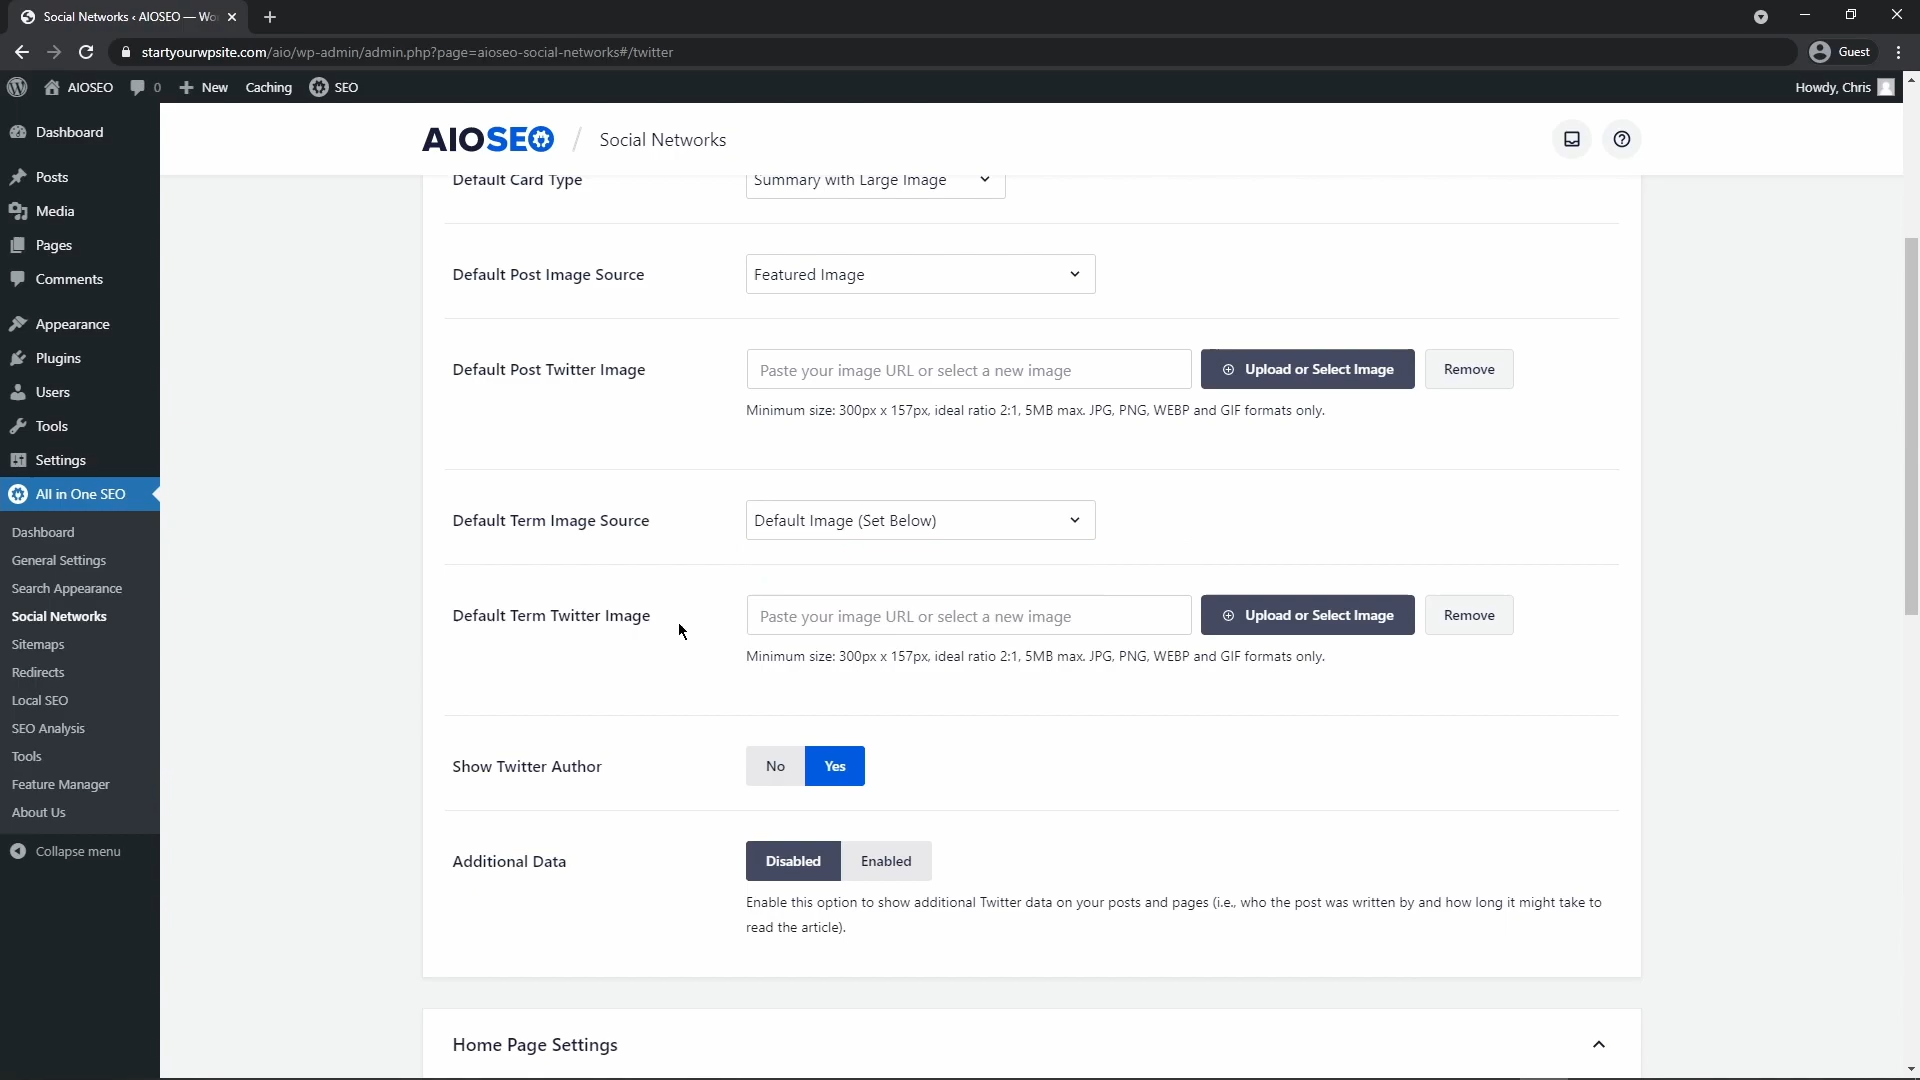 Social Networks ‹ AIOSEO — Wo
startyourwpsite.com/aio/wp-admin/admin.php?page=aioseo-social-networks#/twitter
Guest
AIOSEO
0
New
Caching
SEO
Howdy, Chris
Dashboard
Posts
Media
Pages
Comments
Appearance
Plugins
Users
Tools
Settings
All in One SEO
Dashboard
General Settings
Search Appearance
Social Networks
Sitemaps
Redirects
Local SEO
SEO Analysis
Tools
Feature Manager
About Us
Collapse menu
AIOSEO / Social Networks
Default Card Type
Summary with Large Image
Default Post Image Source
Featured Image
Default Post Twitter Image
Paste your image URL or select a new image
Upload or Select Image
Remove
Minimum size: 300px x 157px, ideal ratio 2:1, 5MB max. JPG, PNG, WEBP and GIF formats only.
Default Term Image Source
Default Image (Set Below)
Default Term Twitter Image
Paste your image URL or select a new image
Upload or Select Image
Remove
Minimum size: 300px x 157px, ideal ratio 2:1, 5MB max. JPG, PNG, WEBP and GIF formats only.
Show Twitter Author
No
Yes
Additional Data
Disabled
Enabled
Enable this option to show additional Twitter data on your posts and pages (i.e., who the post was written by and how long it might take to
read the article).
Home Page Settings